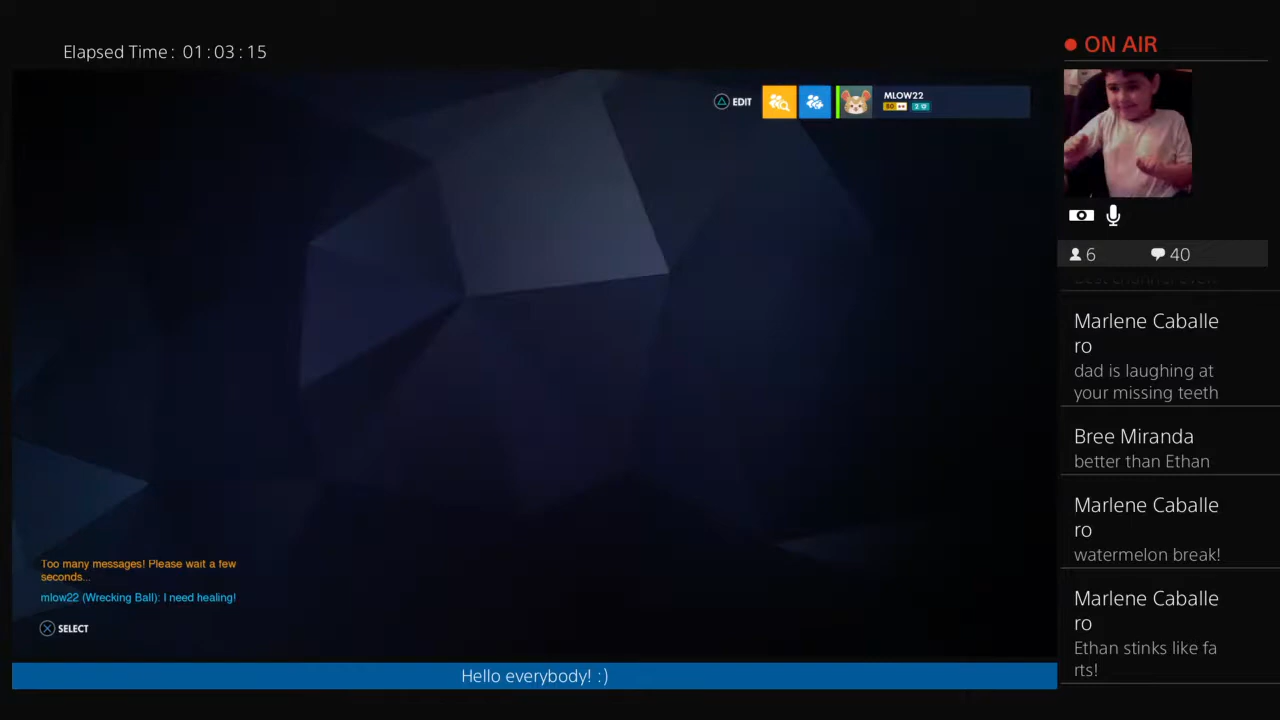 Elapsed Time: 01:03:15
ON AIR
EDIT
MLOW22
80
2
6
40
Marlene Caballe
ro
dad is laughing at
your missing teeth
Bree Miranda
better than Ethan
Marlene Caballe
ro
watermelon break!
Marlene Caballe
ro
Ethan stinks like fa
rts!
Too many messages! Please wait a few
seconds...
mlow22 (Wrecking Ball): I need healing!
SELECT
Hello everybody! :)